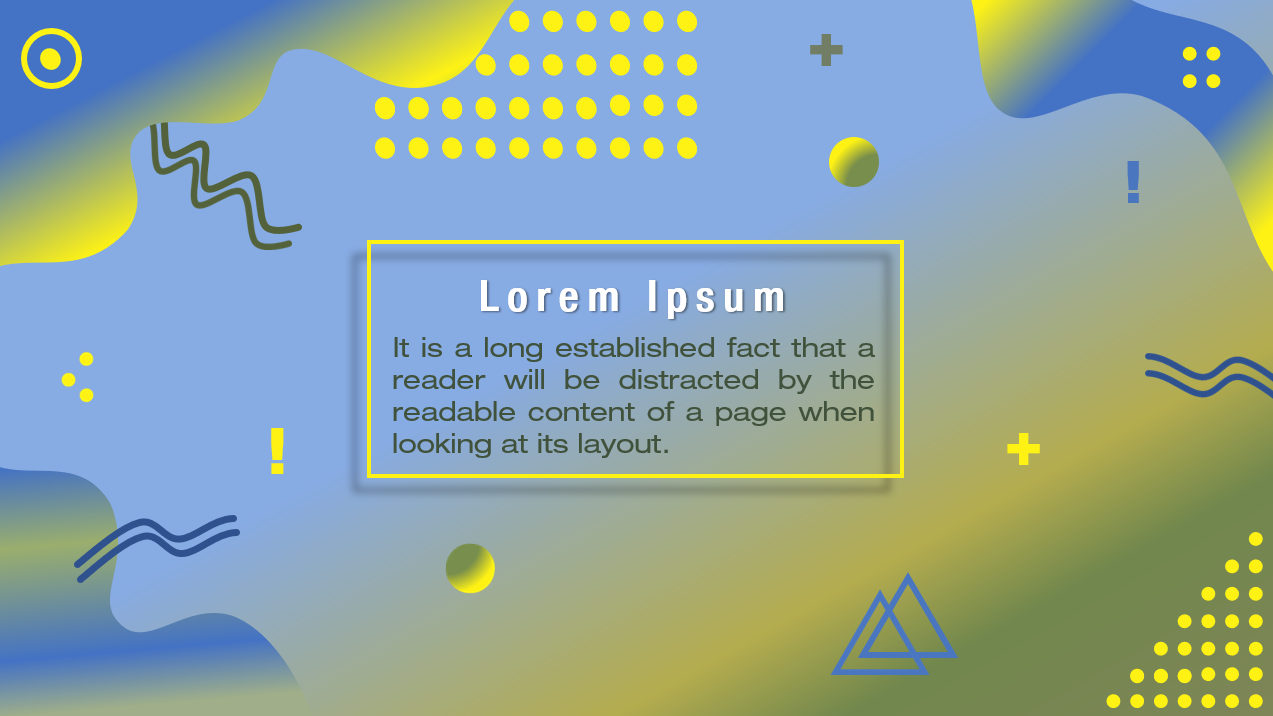 Lorem Ipsum
It is a long established fact that a
reader will be distracted by the
readable content of a page when
looking at its layout.
!
!